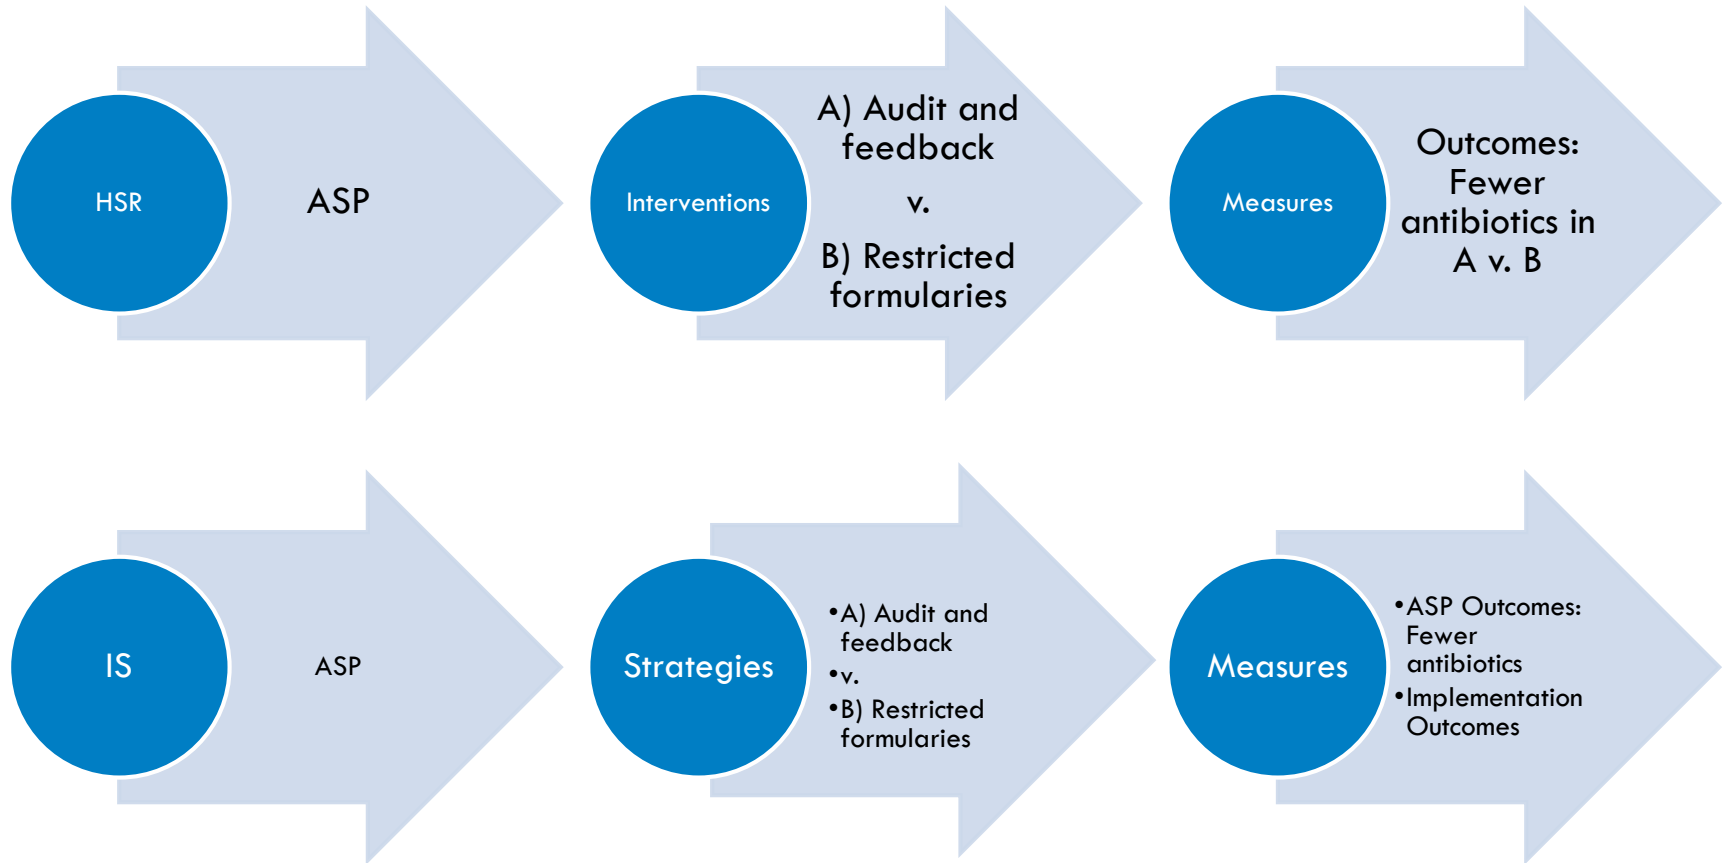 HSR
ASP
Interventions
A) Audit and
feedback
v.
B) Restricted
formularies
Measures
Outcomes:
Fewer
antibiotics in
A v. B
IS
ASP
Strategies
•A) Audit and
feedback
•v.
•B) Restricted
formularies
Measures
•ASP Outcomes:
Fewer
antibiotics
•Implementation
Outcomes